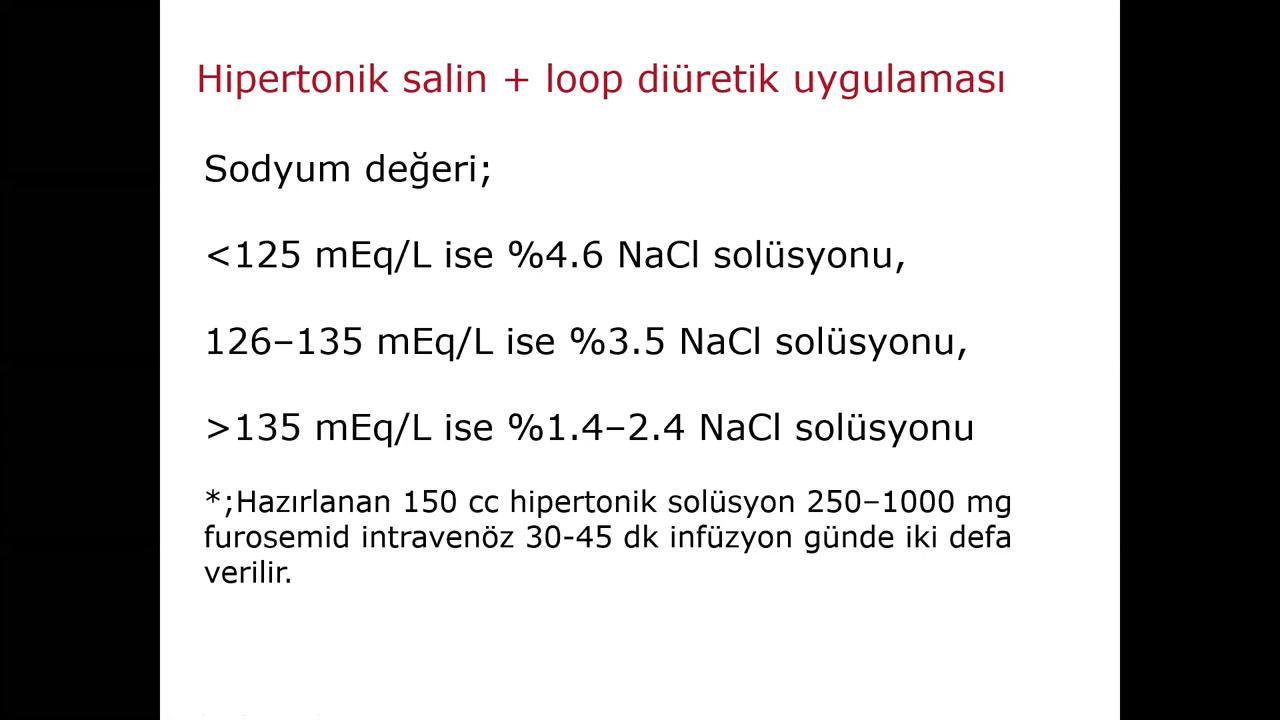 Hipertonik salin + loop diüretik uygulaması
Sodyum değeri;
<125 mEq/L ise %4.6 NaCl solüsyonu,
126–135 mEq/L ise %3.5 NaCl solüsyonu,
>135 mEq/L ise %1.4–2.4 NaCl solüsyonu
*;Hazırlanan 150 cc hipertonik solüsyon 250–1000 mg
furosemid intravenöz 30-45 dk infüzyon günde iki defa
verilir.